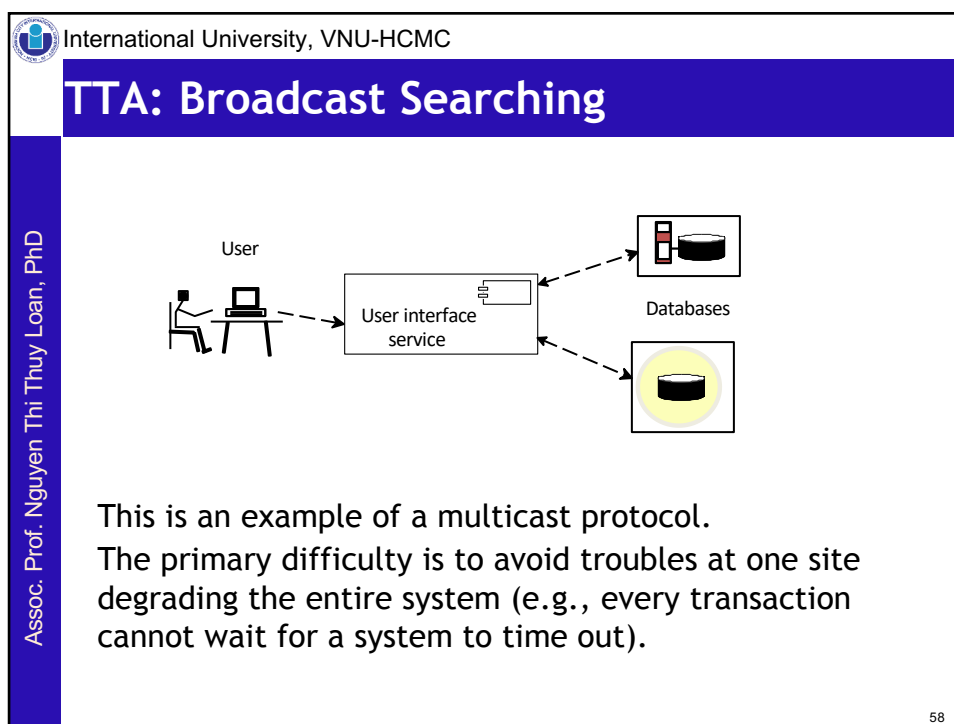 International University, VNU-HCMC
TTA: Broadcast Searching
Assoc. Prof. Nguyen Thi Thuy Loan, PhD
User
User interface
service
Databases
This is an example of a multicast protocol.
The primary difficulty is to avoid troubles at one site
degrading the entire system (e.g., every transaction
cannot wait for a system to time out).
58